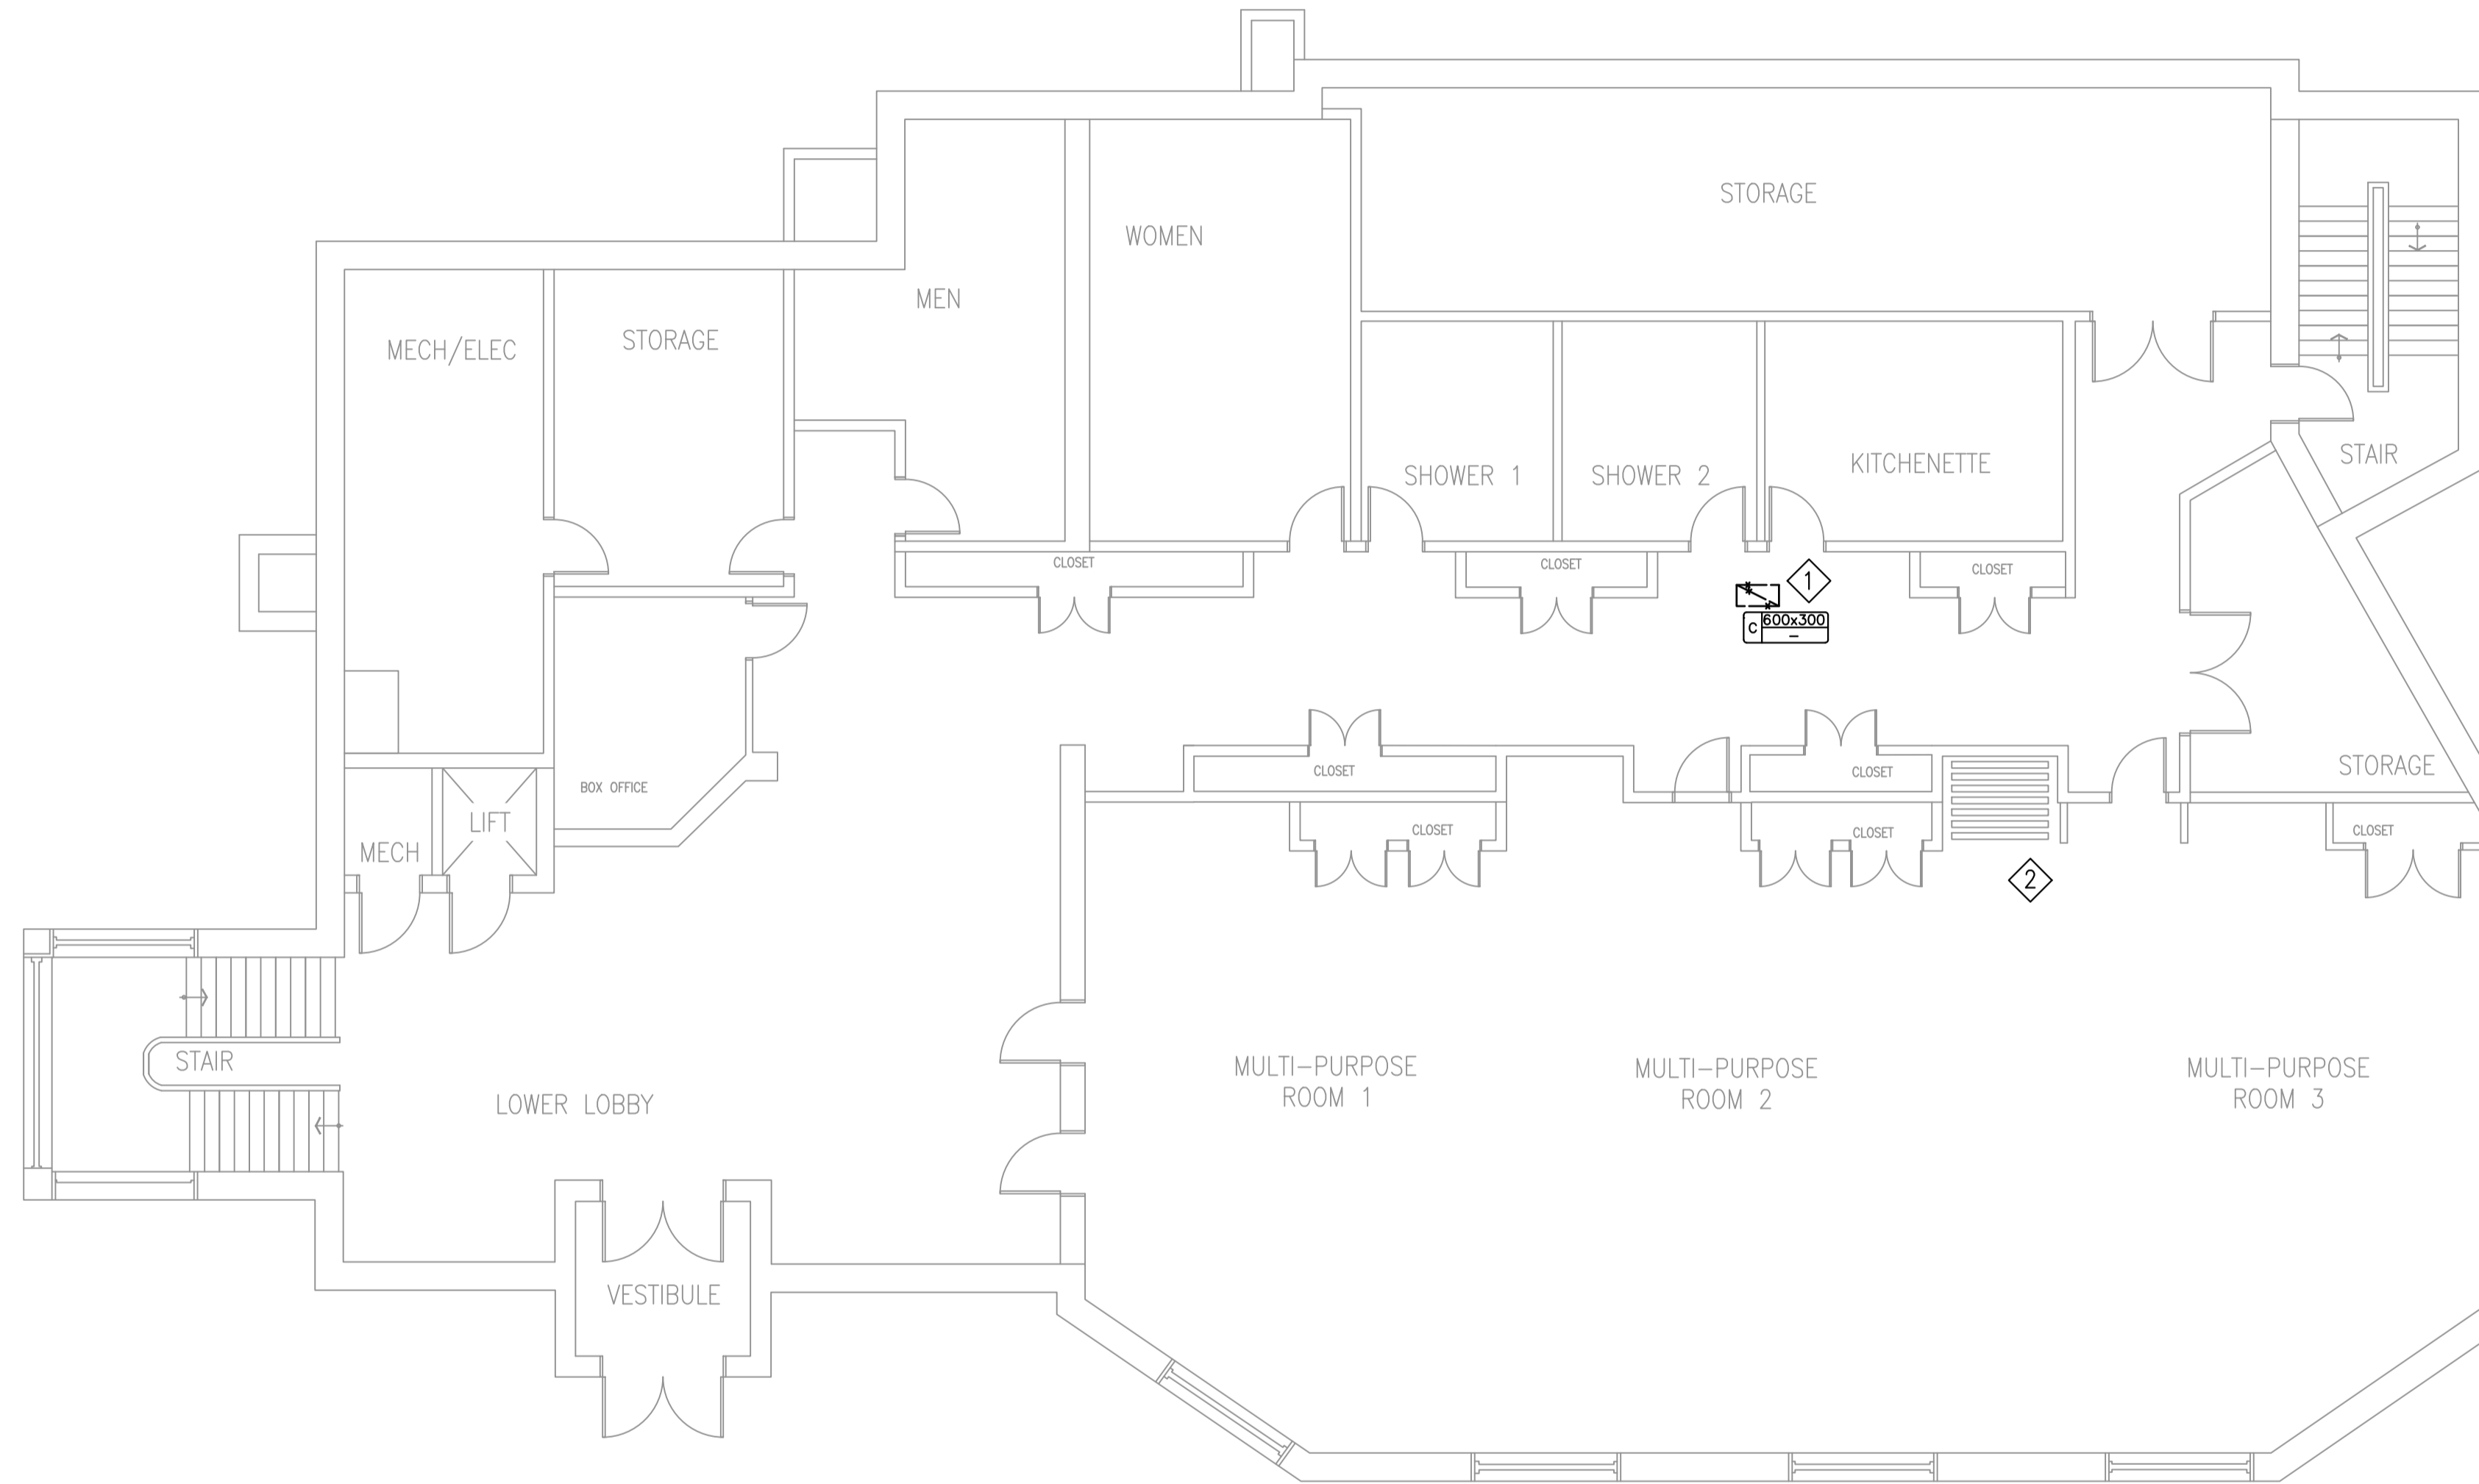 STORAGE
WOMEN
MEN
MECH/ELEC
STORAGE
SHOWER 1
SHOWER 2
KITCHENETTE
STAIR
CLOSET
CLOSET
CLOSET
1
C
600x300
–
CLOSET
CLOSET
STORAGE
BOX OFFICE
LIFT
MECH
CLOSET
CLOSET
CLOSET
2
STAIR
LOWER LOBBY
MULTI-PURPOSE
ROOM 1
MULTI-PURPOSE
ROOM 2
MULTI-PURPOSE
ROOM 3
VESTIBULE